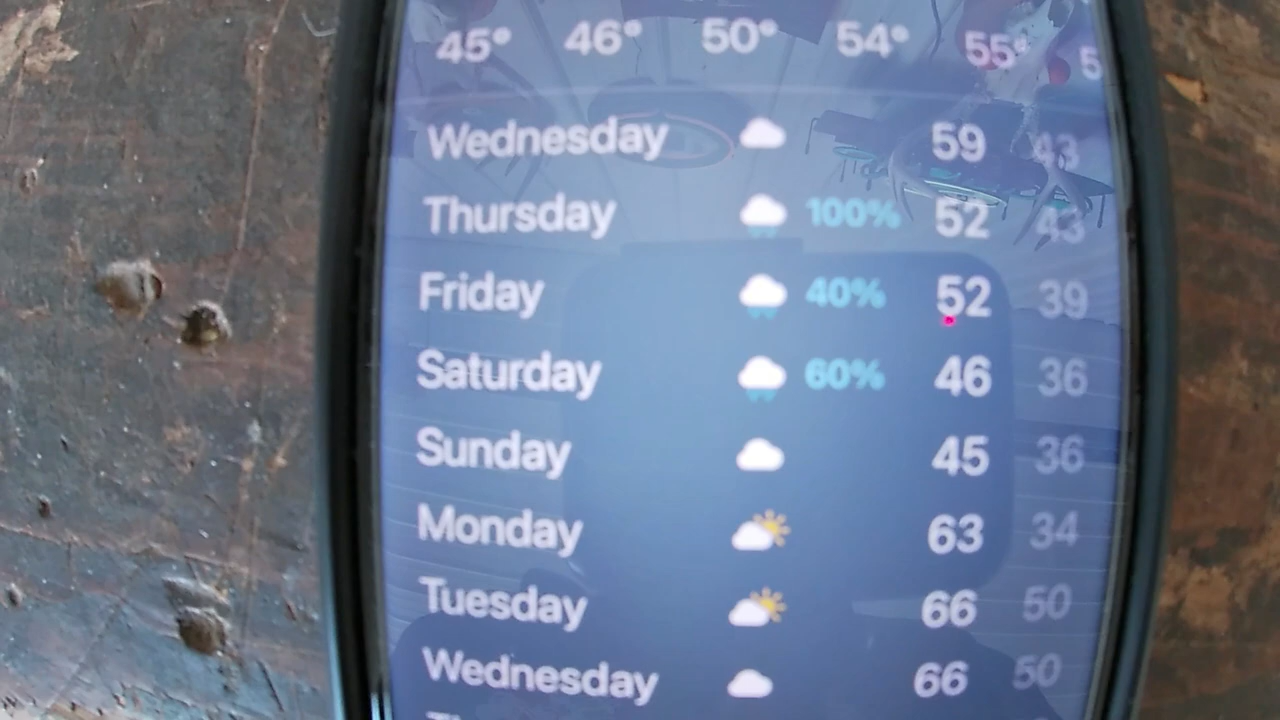 45° 46° 50° 54° 55° 5
Wednesday 59 43
Thursday 100% 52 43
Friday 40% 52 39
Saturday 60% 46 36
Sunday 45 36
Monday 63 34
Tuesday 66 50
Wednesday 66 50